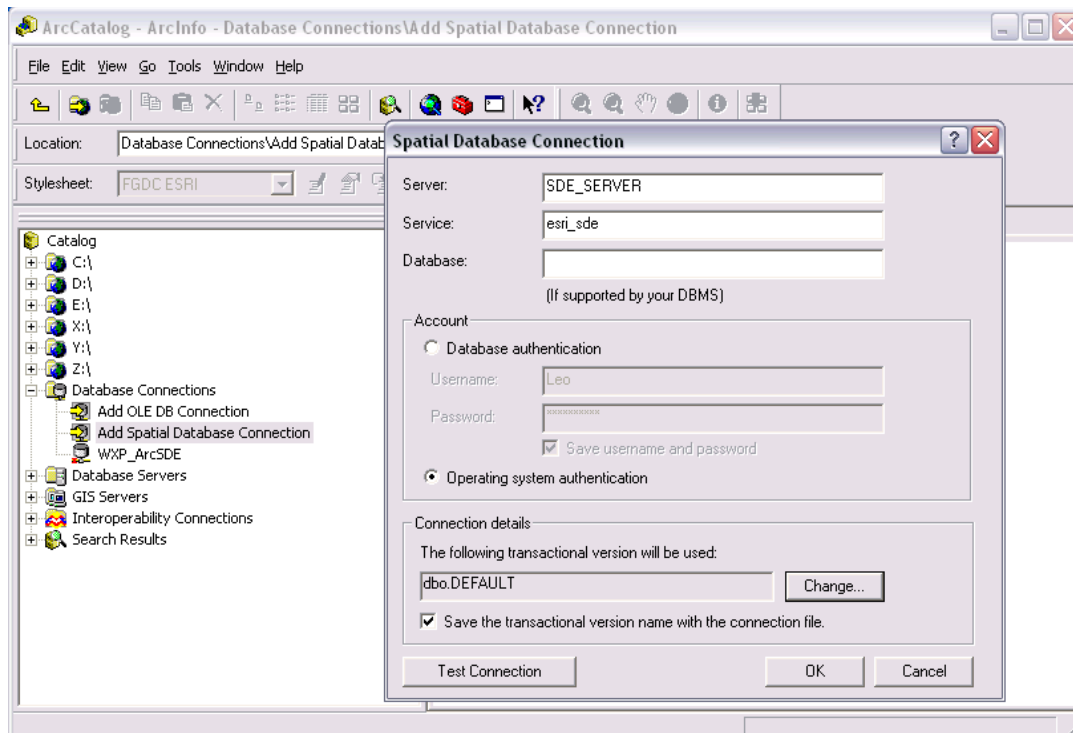 ArcCatalog - ArcInfo - Database Connections\Add Spatial Database Connection
File Edit View Go Tools Window Help
Location: Database Connections\Add Spatial Datab
Stylesheet: FGDC ESRI
Catalog
C:\
D:\
E:\
X:\
Y:\
Z:\
Database Connections
Add OLE DB Connection
Add Spatial Database Connection
WXP_ArcSDE
Database Servers
GIS Servers
Interoperability Connections
Search Results
Spatial Database Connection
Server: SDE_SERVER
Service: esri_sde
Database:
(If supported by your DBMS)
Account
Database authentication
Username: Leo
Password: **********
Save username and password
Operating system authentication
Connection details
The following transactional version will be used:
dbo.DEFAULT Change...
Save the transactional version name with the connection file.
Test Connection OK Cancel